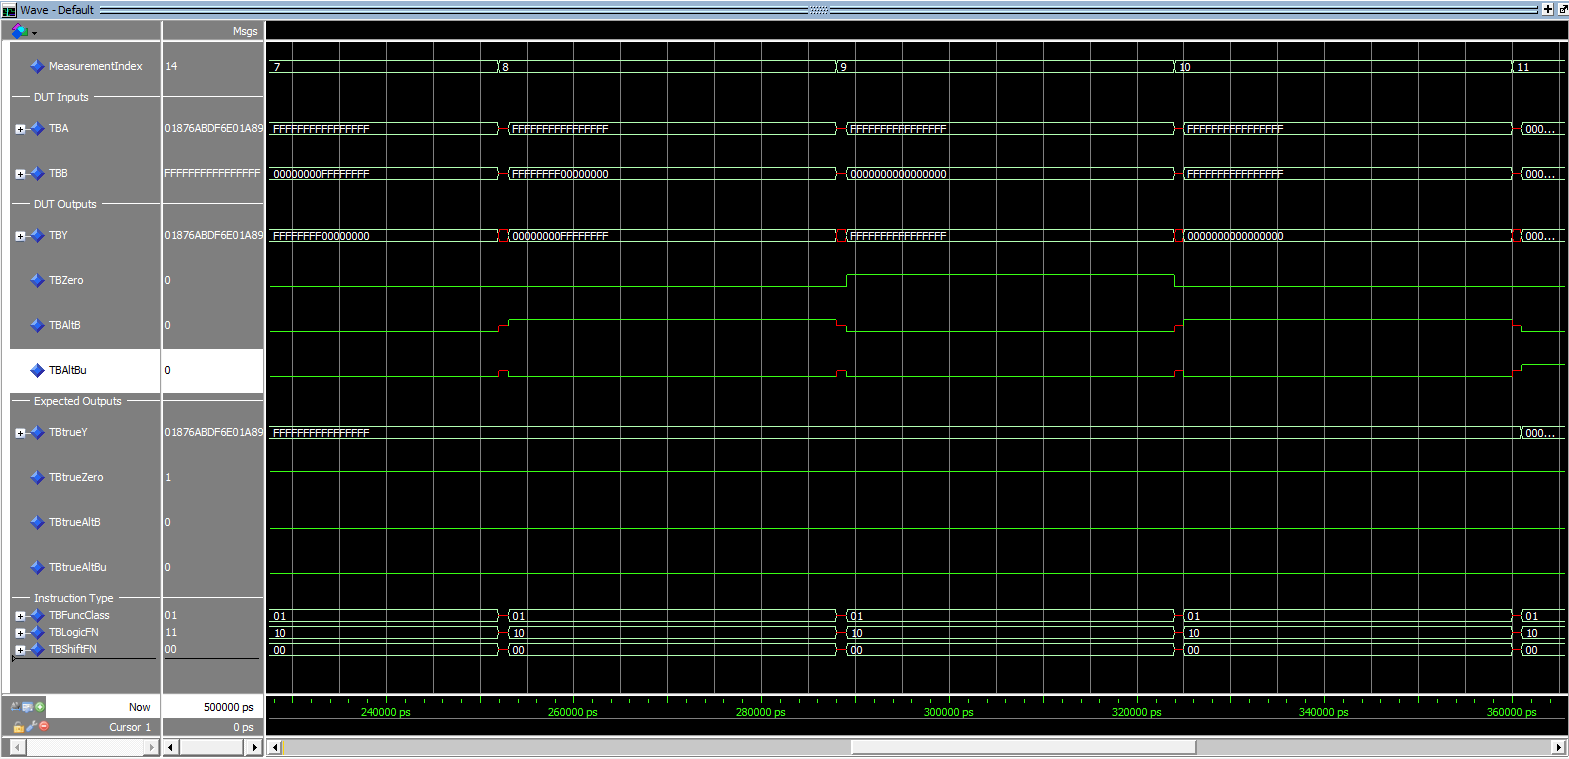 Wave - Default
Msgs
MeasurementIndex 14 7 8 9 10 11
DUT Inputs
TBA 01876ABDF6E01A89 FFFFFFFFFFFFFFFF FFFFFFFFFFFFFFFF FFFFFFFFFFFFFFFF FFFFFFFFFFFFFFFF 000...
TBB FFFFFFFFFFFFFFFF 00000000FFFFFFFF FFFFFFFF00000000 0000000000000000 FFFFFFFFFFFFFFFF 000...
DUT Outputs
TBY 01876ABDF6E01A89 FFFFFFFF00000000 00000000FFFFFFFF FFFFFFFFFFFFFFFF 0000000000000000 000...
TBZero 0
TBAltB 0
TBAltBu 0
Expected Outputs
TBtrueY 01876ABDF6E01A89 FFFFFFFFFFFFFFFF 000...
TBtrueZero 1
TBtrueAltB 0
TBtrueAltBu 0
Instruction Type
TBFuncClass 01 01 01 01 01 01
TBLogicFN 11 10 10 10 10 10
TBShiftFN 00 00 00 00 00 00
Now 500000 ps 240000 ps 260000 ps 280000 ps 300000 ps 320000 ps 340000 ps 360000 ps
Cursor 1 0 ps